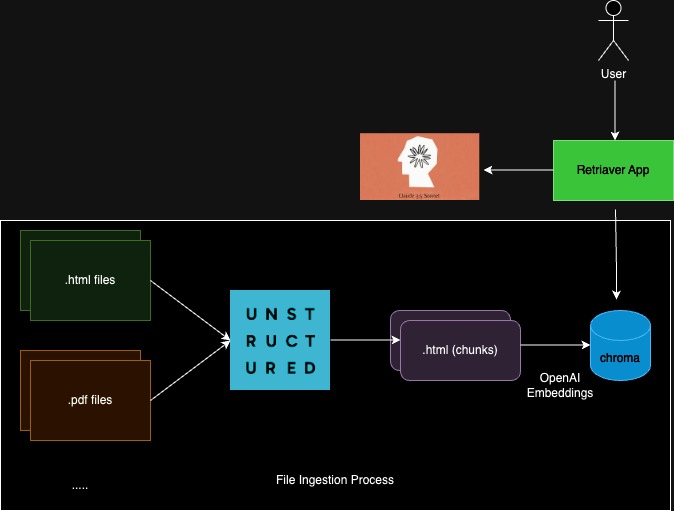 User
Claude 3.5 Sonnet
Retriaver App
.html files
UNST
RUCT
URED
.html (chunks)
chroma
OpenAI
Embeddings
.pdf files
.....
File Ingestion Process